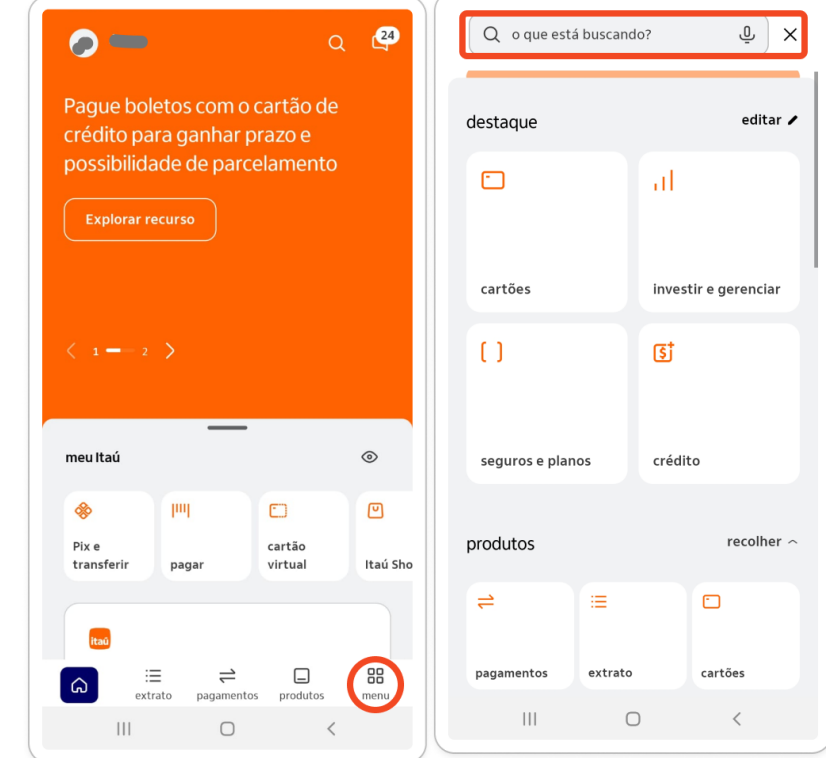 24
Pague boletos com o cartão de
crédito para ganhar prazo e
possibilidade de parcelamento
Explorar recurso
1 2
meu Itaú
Pix e
transferir
pagar
cartão
virtual
Itaú Sho
itaú
extrato
pagamentos
produtos
menu
o que está buscando?
destaque
editar
cartões
investir e gerenciar
seguros e planos
crédito
produtos
recolher
pagamentos
extrato
cartões